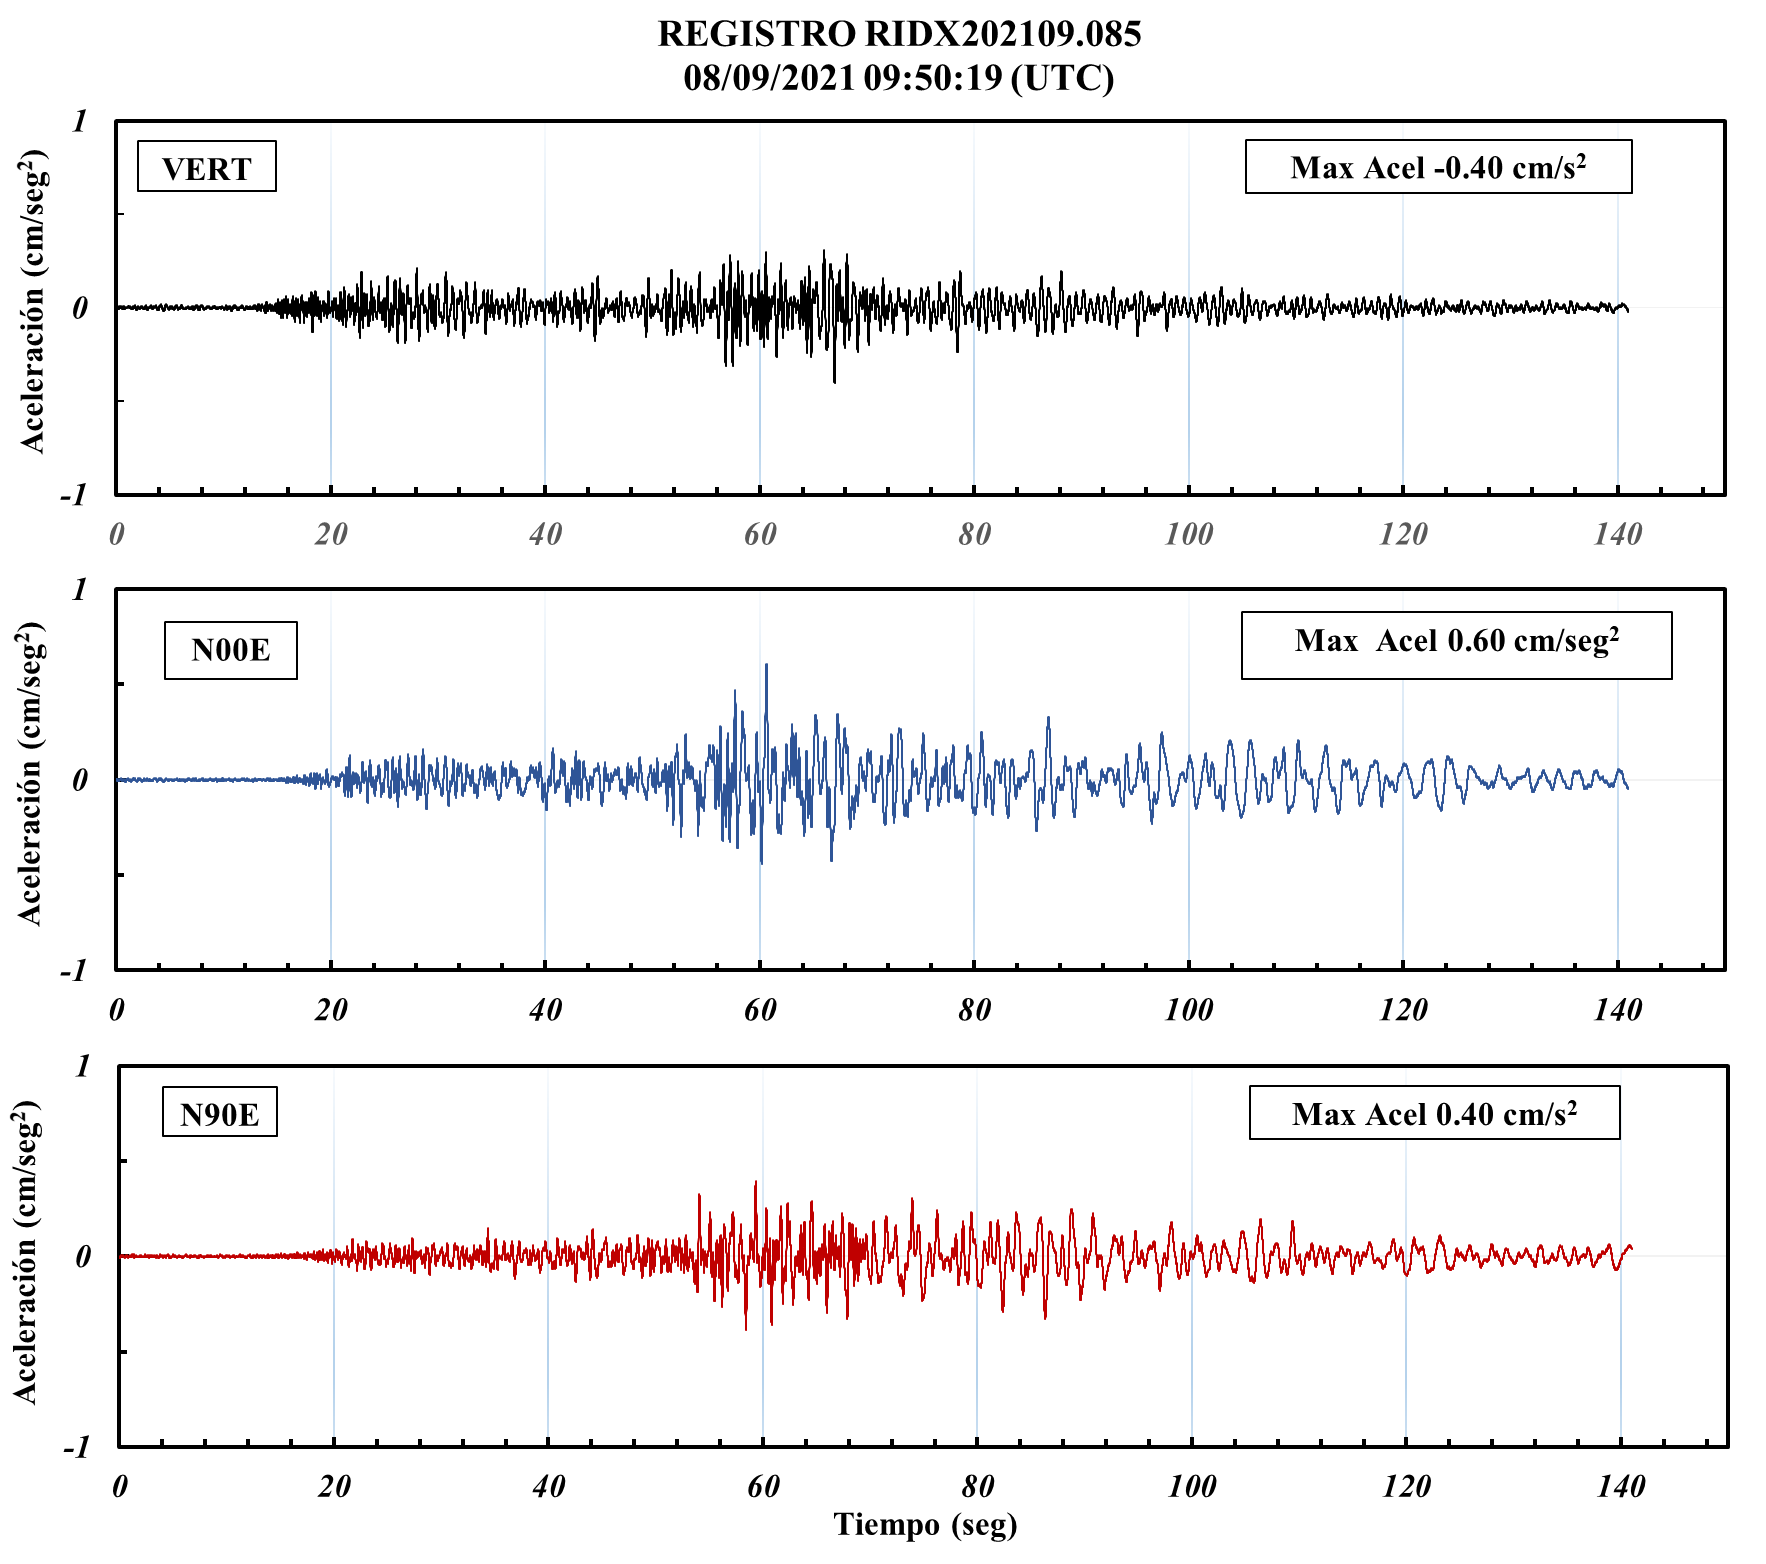 REGISTRO RIDX202109.085
08/09/2021 09:50:19 (UTC)
Aceleración (cm/seg²)
1
0
-1
VERT
Max Acel -0.40 cm/s²
0 20 40 60 80 100 120 140
Aceleración (cm/seg²)
1
0
-1
N00E
Max Acel 0.60 cm/seg²
0 20 40 60 80 100 120 140
Aceleración (cm/seg²)
1
0
-1
N90E
Max Acel 0.40 cm/s²
0 20 40 60 80 100 120 140
Tiempo (seg)